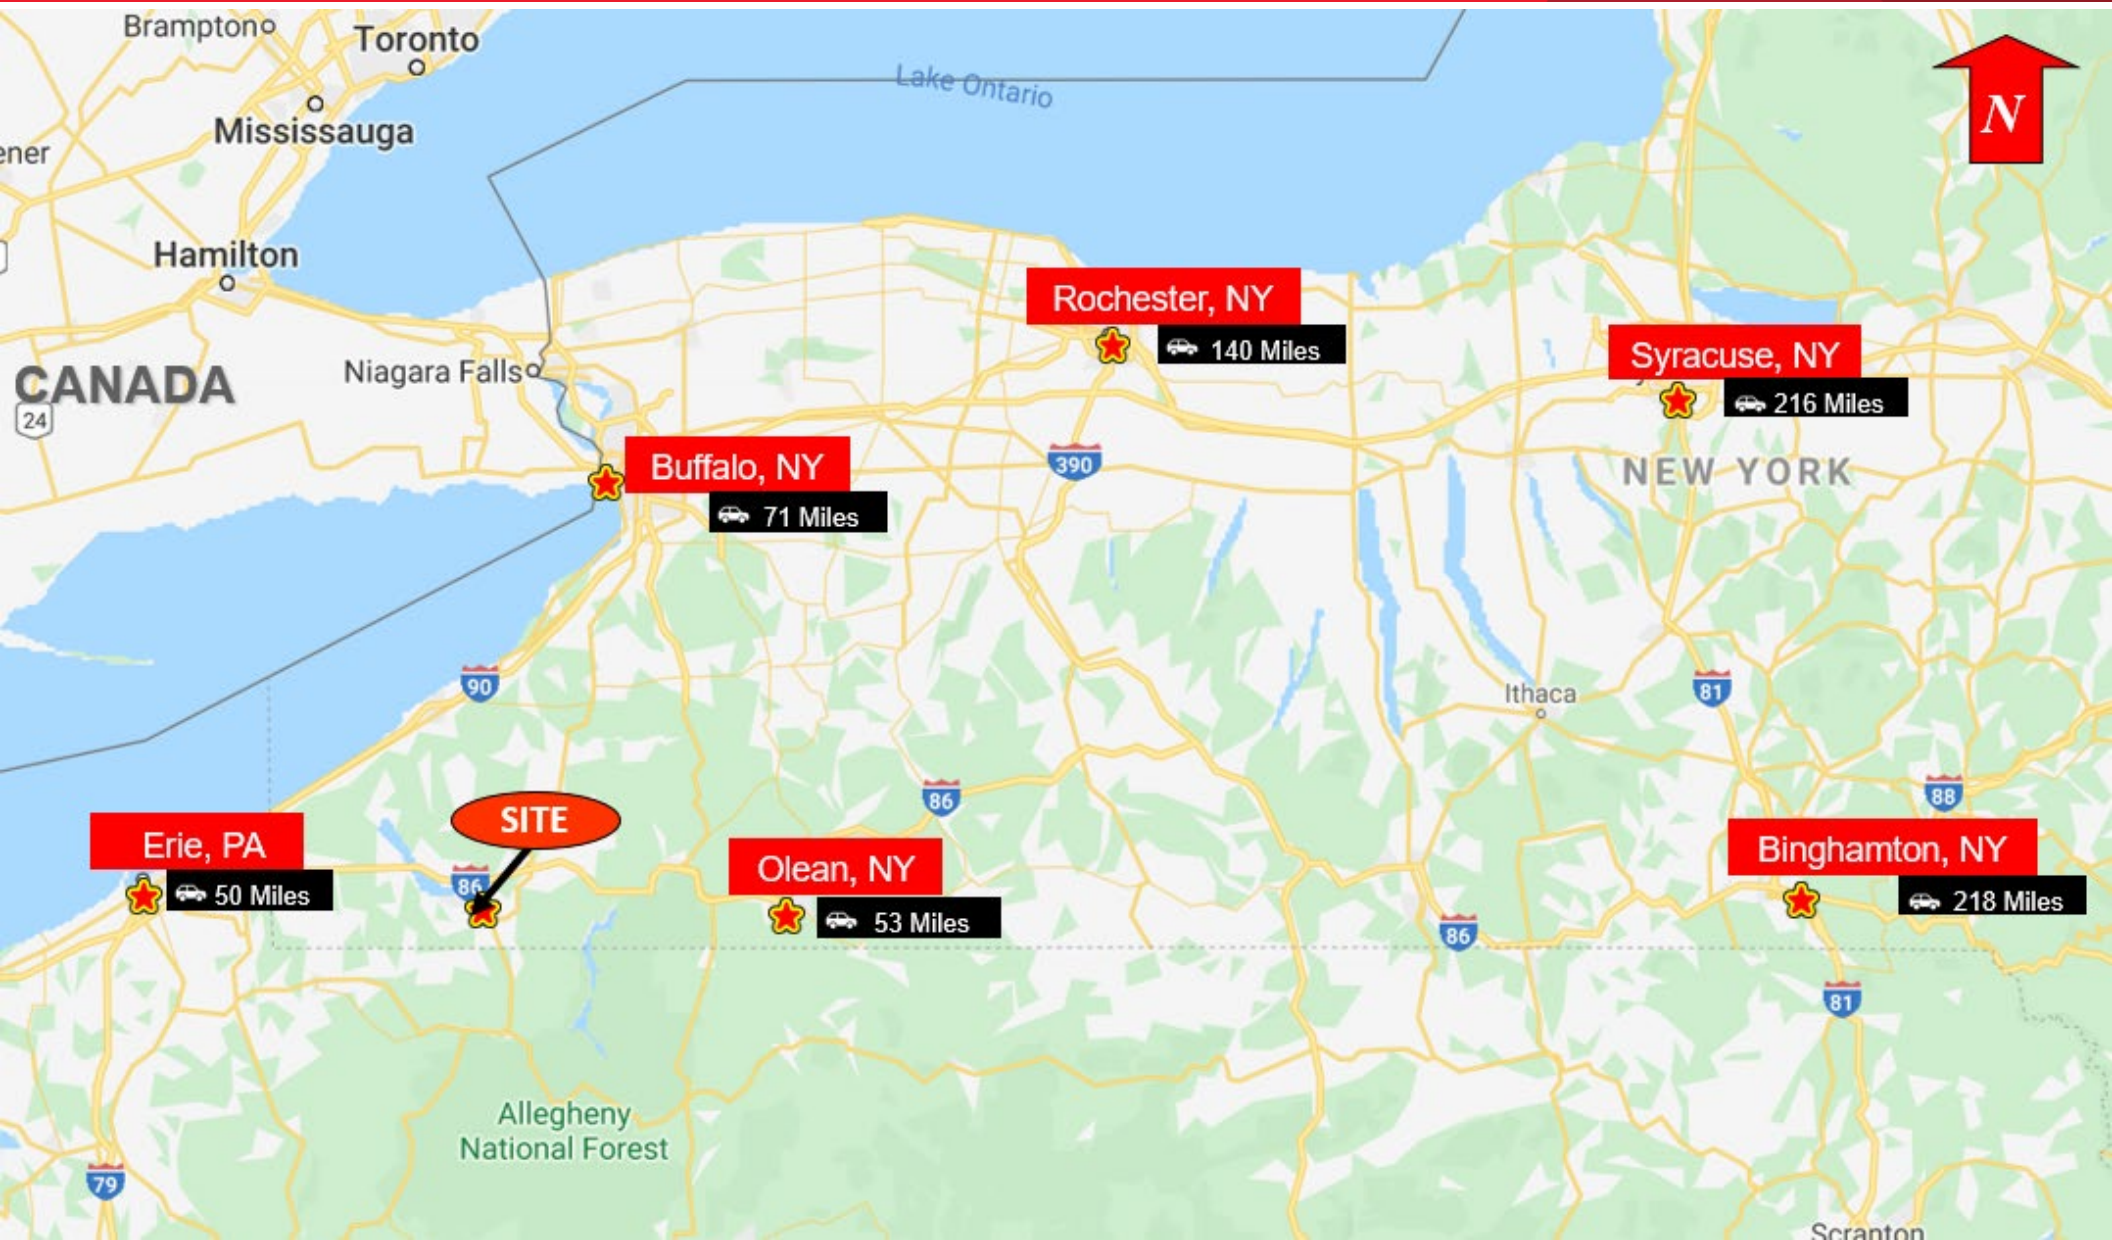 Brampton
Toronto
Lake Ontario
N
Mississauga
ener
Hamilton
Rochester, NY
140 Miles
Syracuse, NY
216 Miles
Niagara Falls
CANADA
24
Buffalo, NY
71 Miles
390
NEW YORK
90
Ithaca
81
86
88
SITE
Erie, PA
50 Miles
86
Olean, NY
53 Miles
Binghamton, NY
218 Miles
86
81
Allegheny
National Forest
79
Scranton